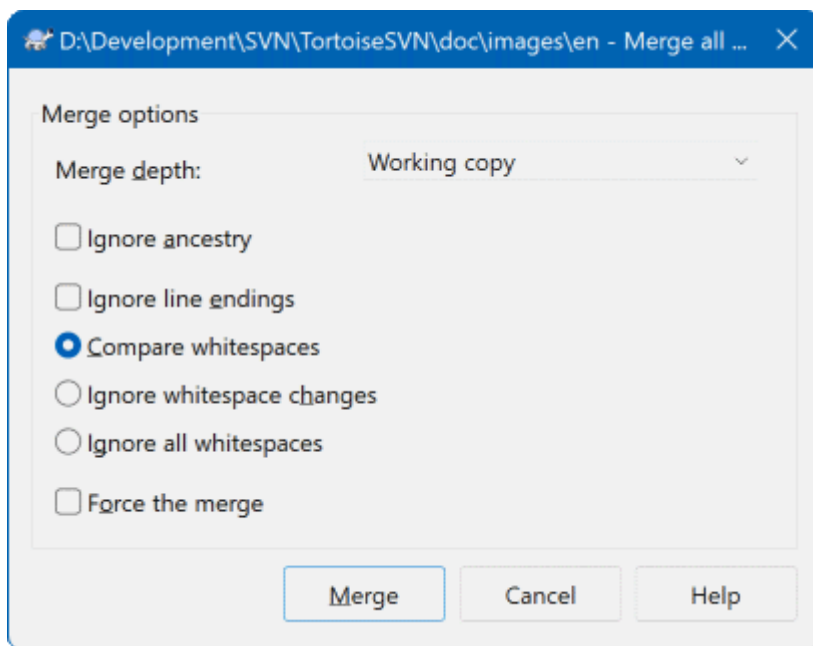 D:\Development\SVN\TortoiseSVN\doc\images\en - Merge all ...
Merge options
Merge depth: Working copy
Ignore ancestry
Ignore line endings
Compare whitespaces
Ignore whitespace changes
Ignore all whitespaces
Force the merge
Merge Cancel Help